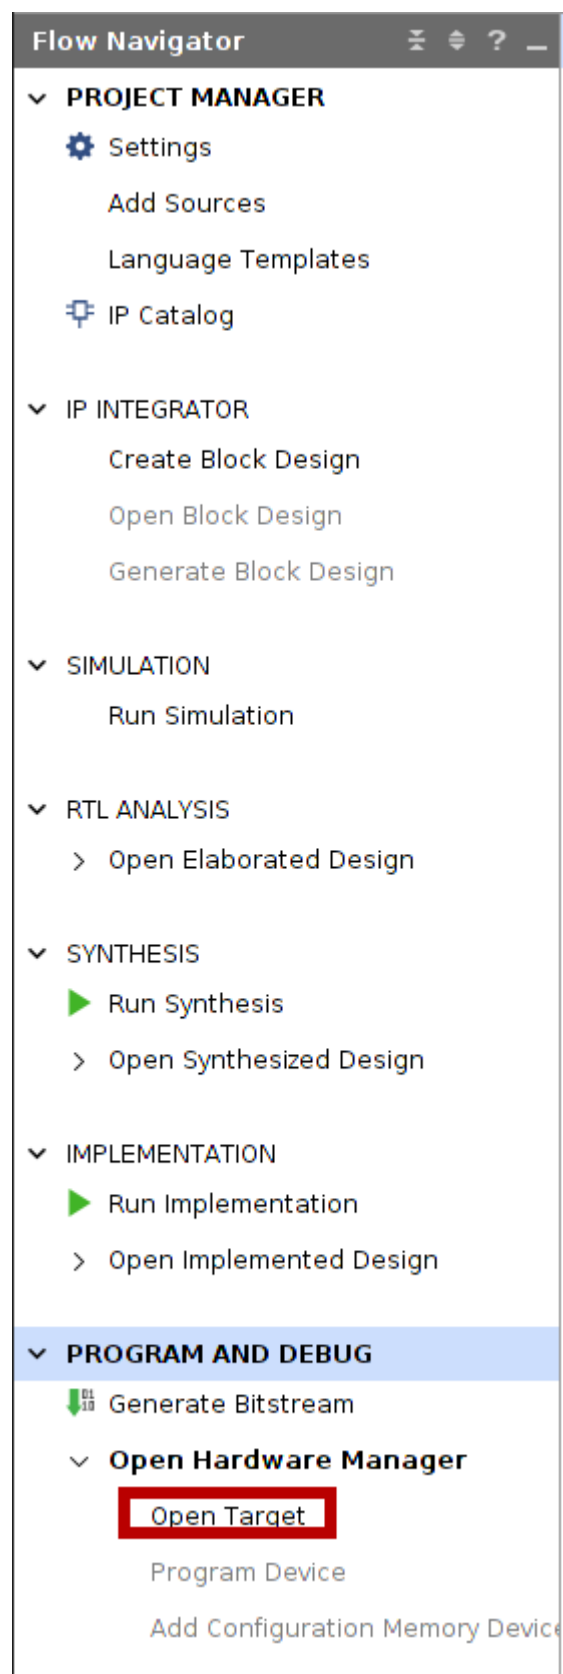 Flow Navigator ?
PROJECT MANAGER
Settings
Add Sources
Language Templates
IP Catalog
IP INTEGRATOR
Create Block Design
Open Block Design
Generate Block Design
SIMULATION
Run Simulation
RTL ANALYSIS
Open Elaborated Design
SYNTHESIS
Run Synthesis
Open Synthesized Design
IMPLEMENTATION
Run Implementation
Open Implemented Design
PROGRAM AND DEBUG
Generate Bitstream
Open Hardware Manager
Open Target
Program Device
Add Configuration Memory Device